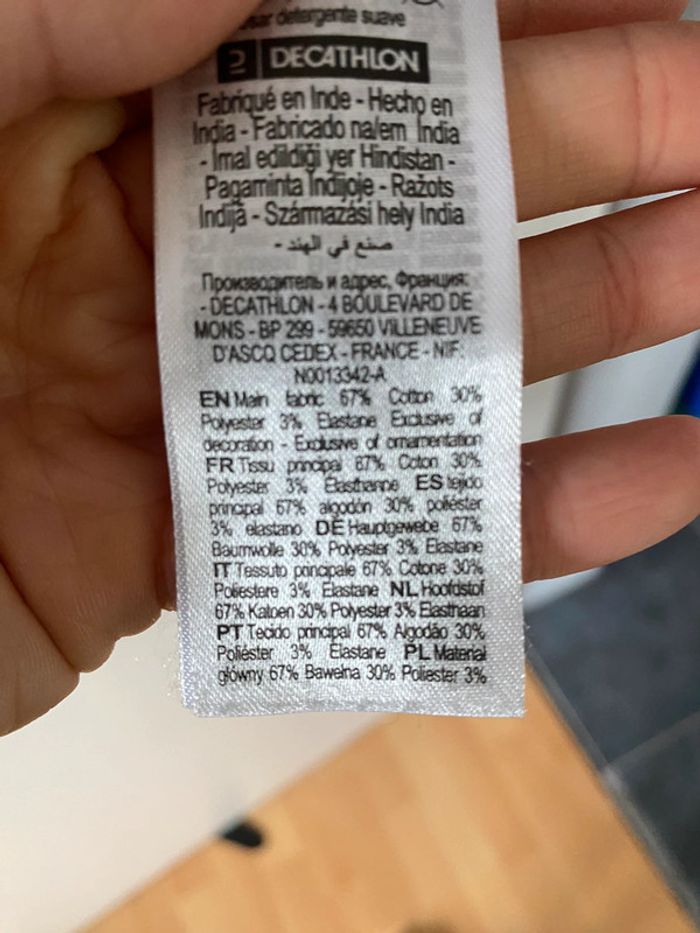 usar detergente suave
DECATHLON
Fabriqué en Inde - Hecho en
India - Fabricado na/em India
- İmal edildiği yer Hindistan -
Pagaminta Indijoje - Ražots
Indijā - Származási hely India
- صنع في الهند
Производитель и адрес, Франция:
- DECATHLON - 4 BOULEVARD DE
MONS - BP 299 - 59650 VILLENEUVE
D'ASCQ CEDEX - FRANCE - NIF:
N0013342-A
EN Main fabric 67% Cotton 30%
Polyester 3% Elastane Exclusive of
decoration - Exclusive of ornamentation
FR Tissu principal 67% Coton 30%
Polyester 3% Élasthanne ES tejido
principal 67% algodón 30% poliéster
3% elastano DE Hauptgewebe 67%
Baumwolle 30% Polyester 3% Elastane
IT Tessuto principale 67% Cotone 30%
Poliestere 3% Elastane NL Hoofdstof
67% Katoen 30% Polyester 3% Elasthaan
PT Tecido principal 67% Algodão 30%
Poliéster 3% Elastane PL Materiał
główny 67% Bawełna 30% Poliester 3%